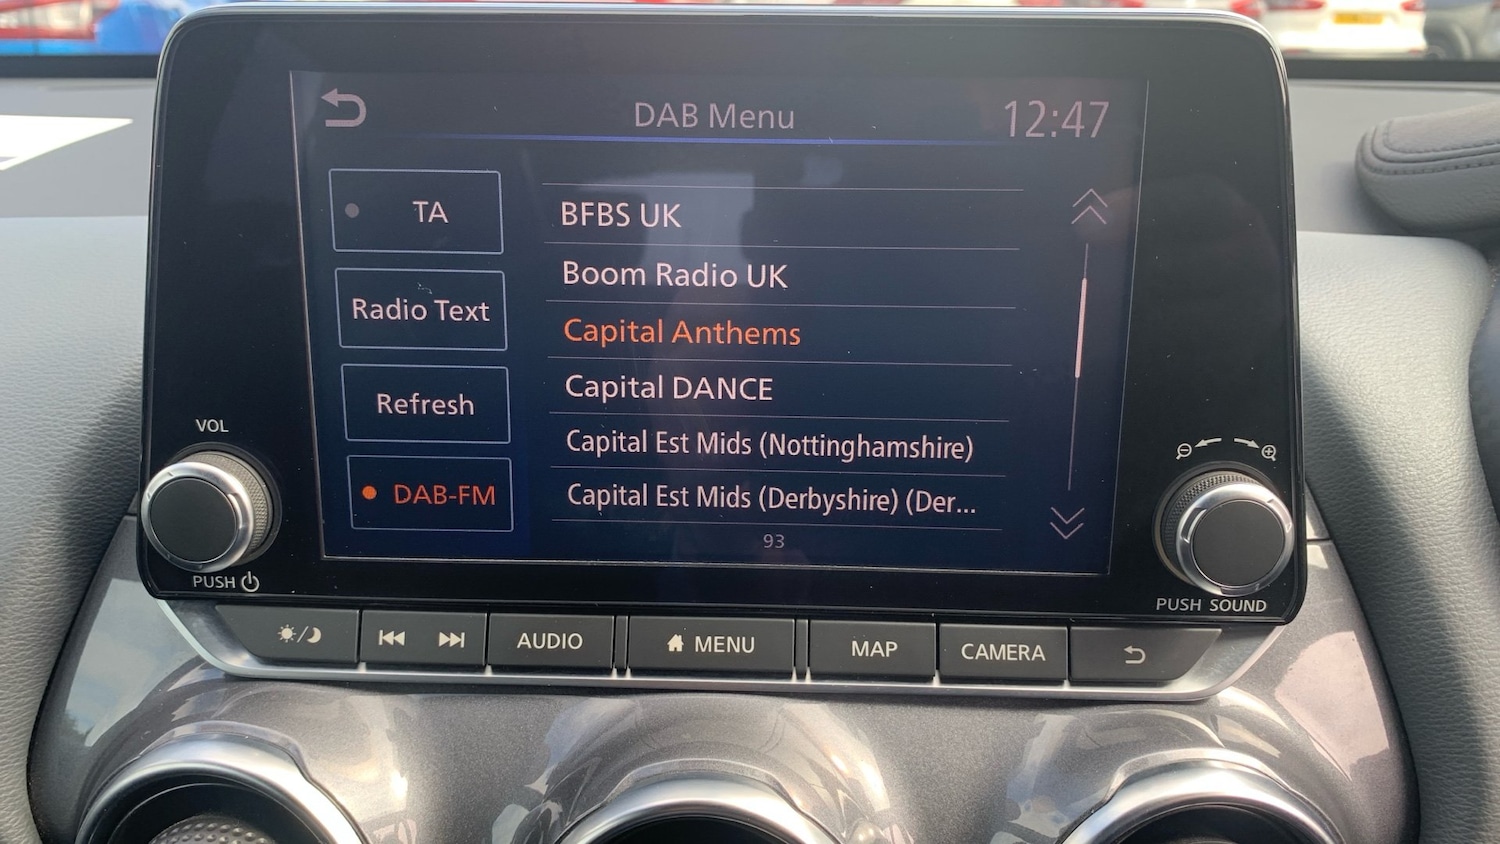 DAB Menu
12:47
TA
Radio Text
Refresh
DAB-FM
BFBS UK
Boom Radio UK
Capital Anthems
Capital DANCE
Capital Est Mids (Nottinghamshire)
Capital Est Mids (Derbyshire) (Der...
93
VOL
PUSH
PUSH SOUND
AUDIO
MENU
MAP
CAMERA